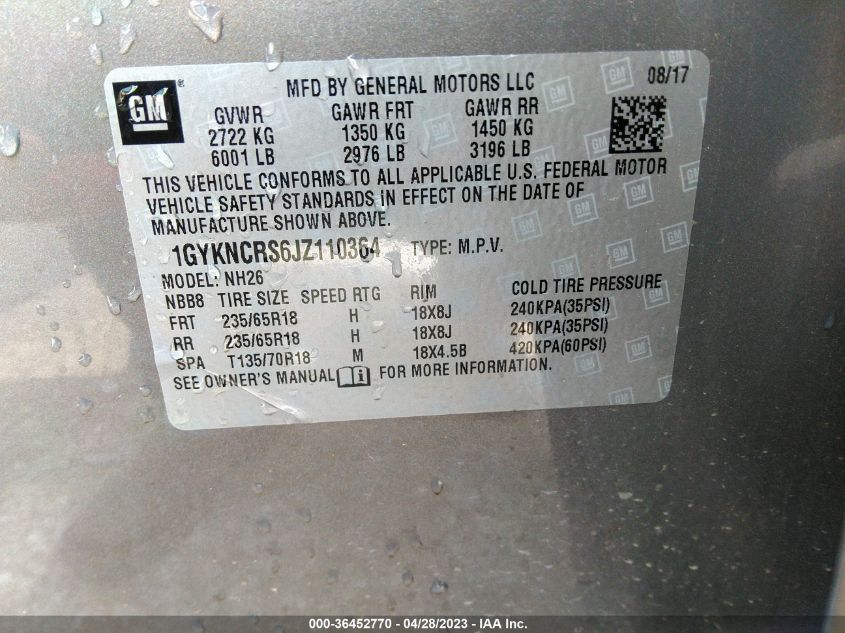 GM ®
MFD BY GENERAL MOTORS LLC 08/17
GVWR GAWR FRT GAWR RR
2722 KG 1350 KG 1450 KG
6001 LB 2976 LB 3196 LB
THIS VEHICLE CONFORMS TO ALL APPLICABLE U.S. FEDERAL MOTOR
VEHICLE SAFETY STANDARDS IN EFFECT ON THE DATE OF
MANUFACTURE SHOWN ABOVE.
1GYKNCRS6JZ110364 TYPE: M.P.V.
MODEL: NH26
NBB8 TIRE SIZE SPEED RTG RIM COLD TIRE PRESSURE
FRT 235/65R18 H 18X8J 240KPA(35PSI)
RR 235/65R18 H 18X8J 240KPA(35PSI)
SPA T135/70R18 M 18X4.5B 420KPA(60PSI)
SEE OWNER'S MANUAL FOR MORE INFORMATION.
000-36452770 - 04/28/2023 - IAA Inc.